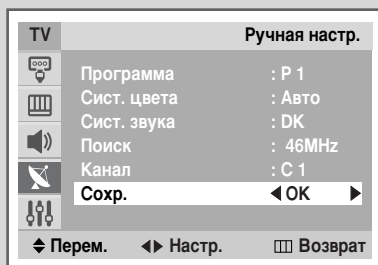 TV Ручная настр.
Программа : P 1
Сист. цвета : Авто
Сист. звука : DK
Поиск : 46MHz
Канал : C 1
Сохр. ◀ OK ▶
Перем. Настр. Возврат